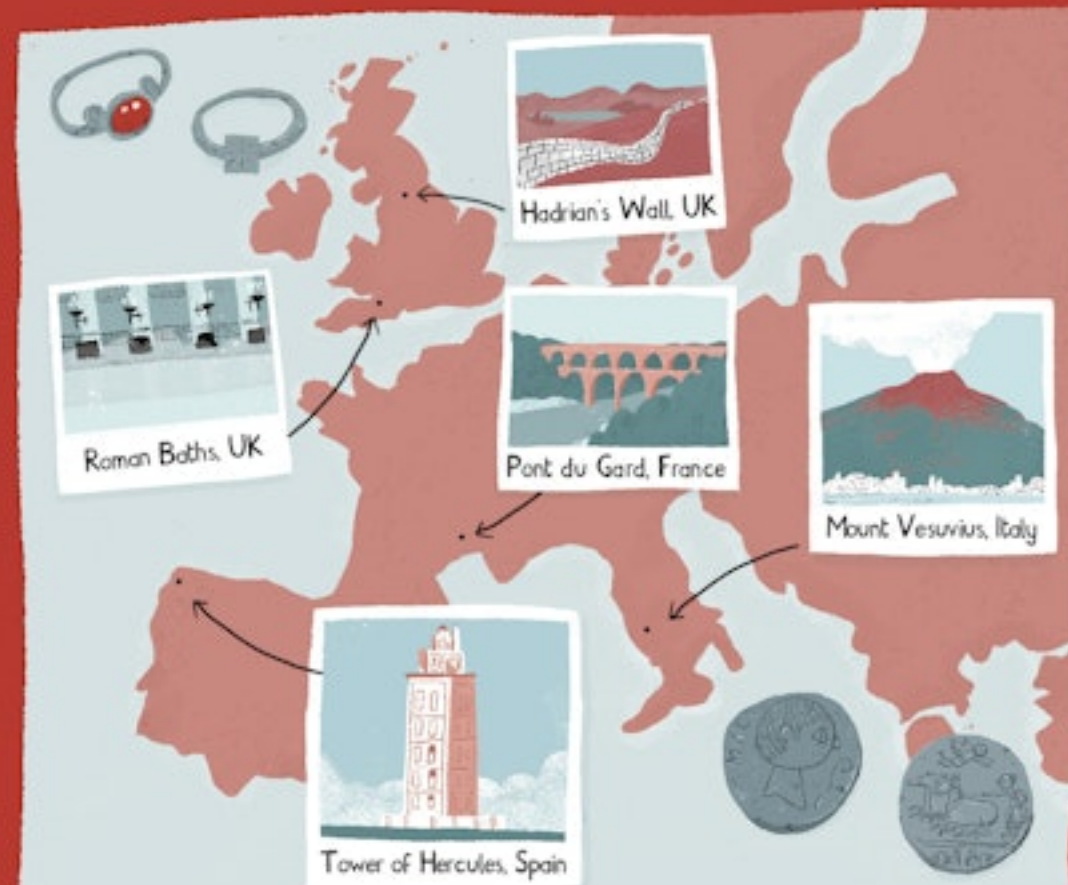 Hadrian's Wall, UK
Roman Baths, UK
Pont du Gard, France
Mount Vesuvius, Italy
Tower of Hercules, Spain